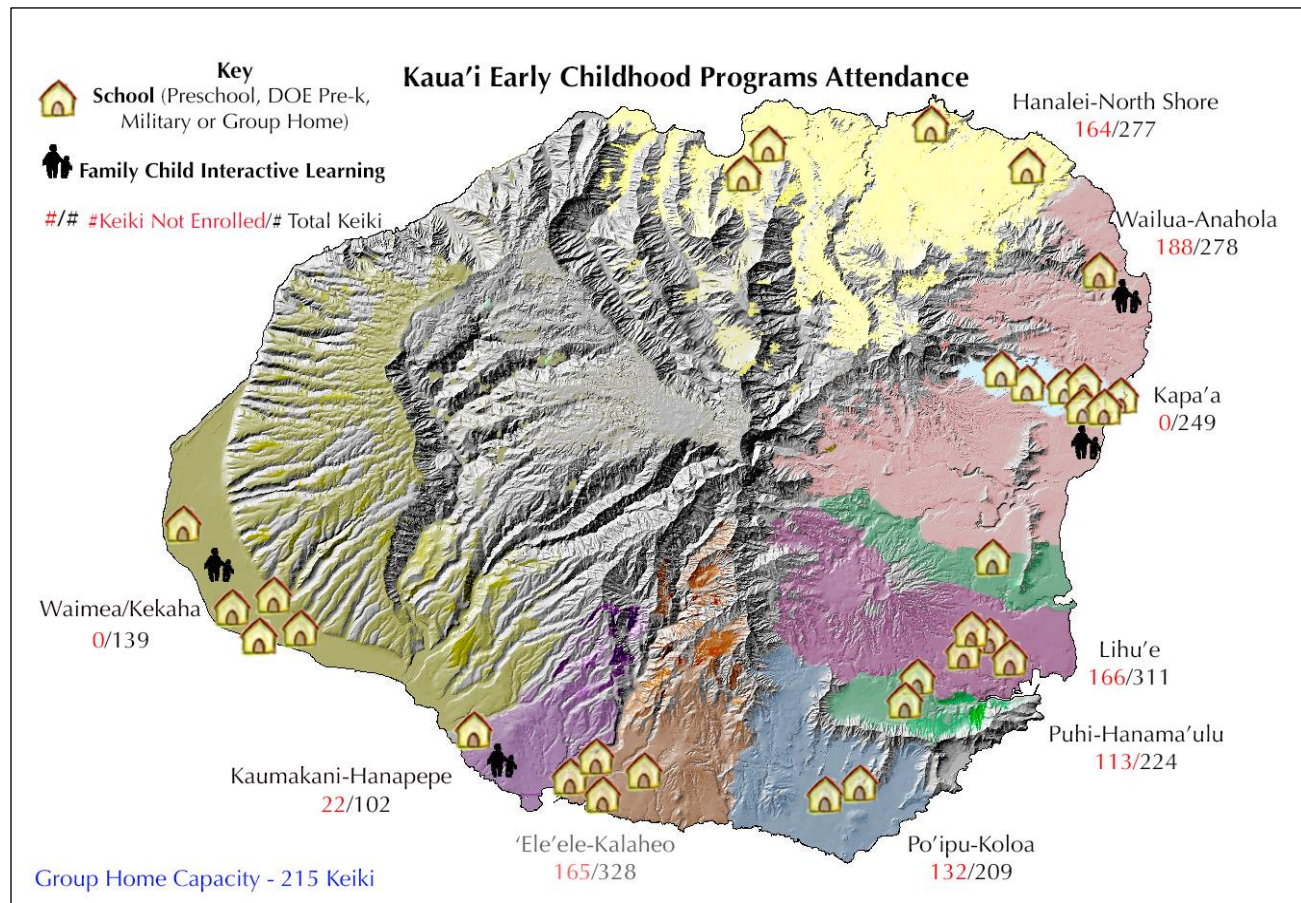 Key
School (Preschool, DOE Pre-k,
Military or Group Home)
Family Child Interactive Learning
#/# #Keiki Not Enrolled/# Total Keiki
Kaua'i Early Childhood Programs Attendance
Hanalei-North Shore
164/277
Wailua-Anahola
188/278
Kapa'a
0/249
Waimea/Kekaha
0/139
Lihu'e
166/311
Puhi-Hanama'ulu
113/224
Kaumakani-Hanapepe
22/102
'Ele'ele-Kalaheo
165/328
Po'ipu-Koloa
132/209
Group Home Capacity - 215 Keiki